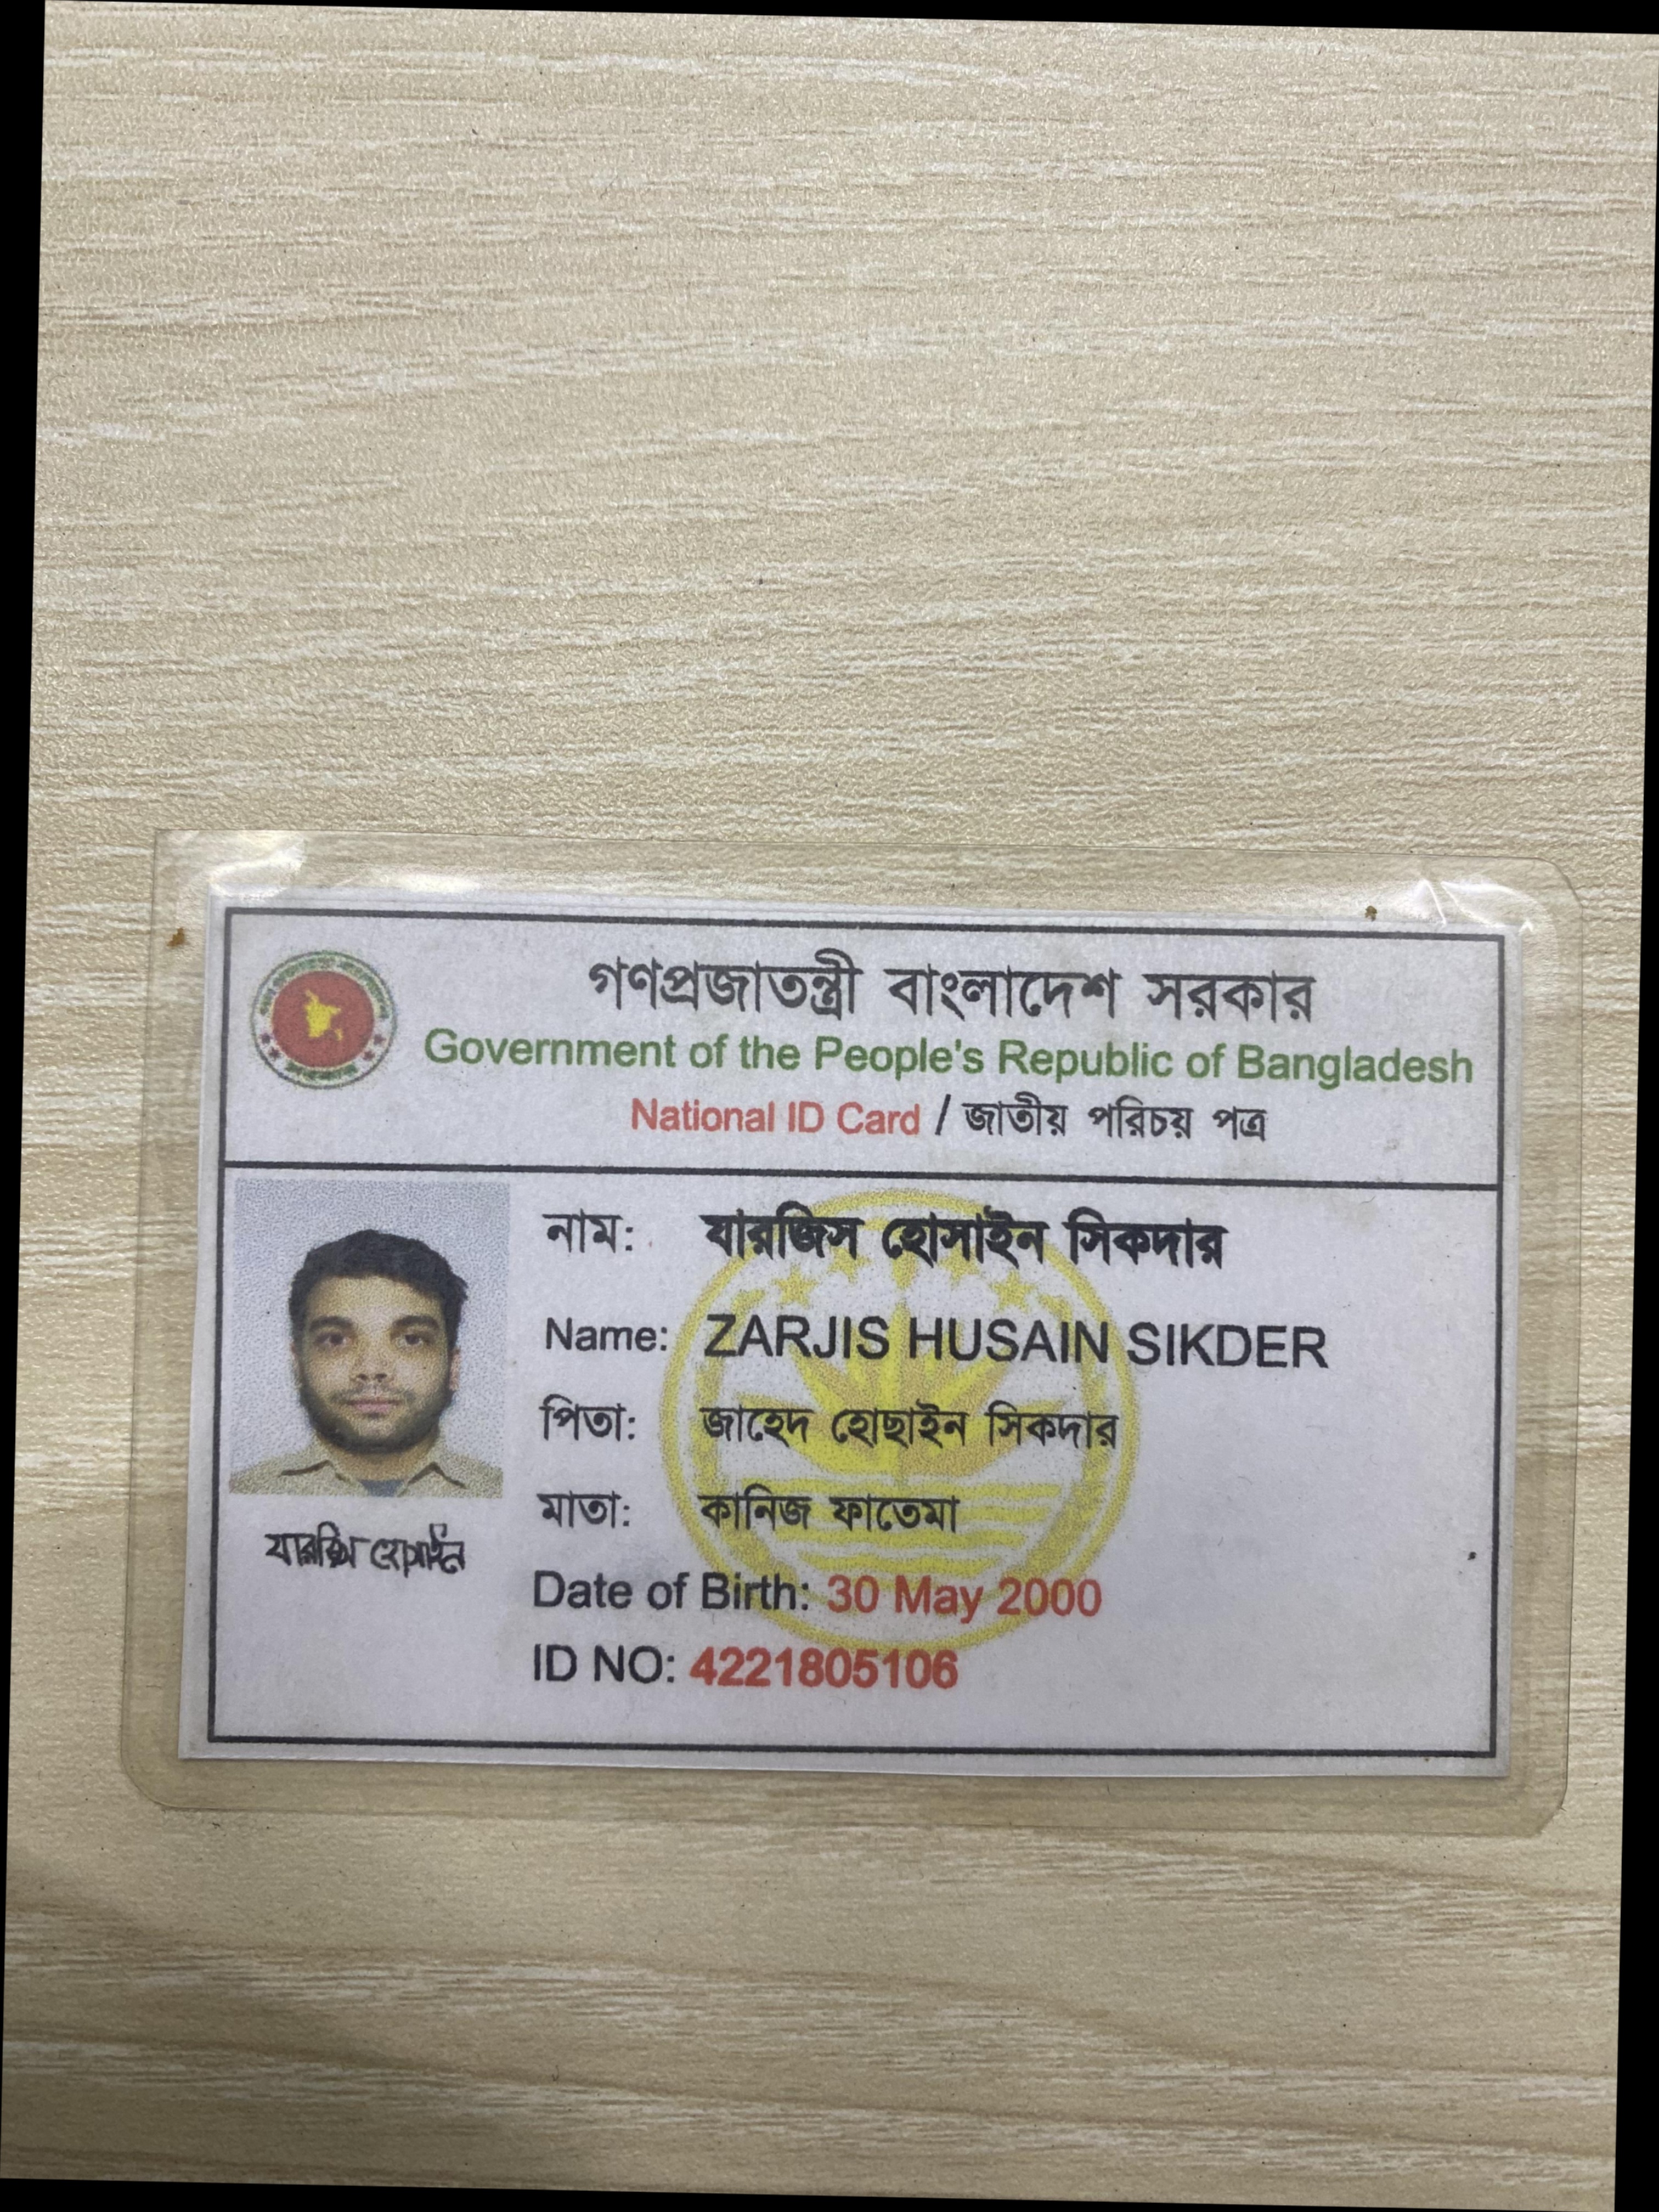 গণপ্রজাতন্ত্রী বাংলাদেশ সরকার
Government of the People's Republic of Bangladesh
National ID Card / জাতীয় পরিচয় পত্র
নাম: যারজিস হোসাইন সিকদার
Name: ZARJIS HUSAIN SIKDER
পিতা: জাহেদ হোছাইন সিকদার
মাতা: কানিজ ফাতেমা
যারজিস হোসাইন
Date of Birth: 30 May 2000
ID NO: 4221805106